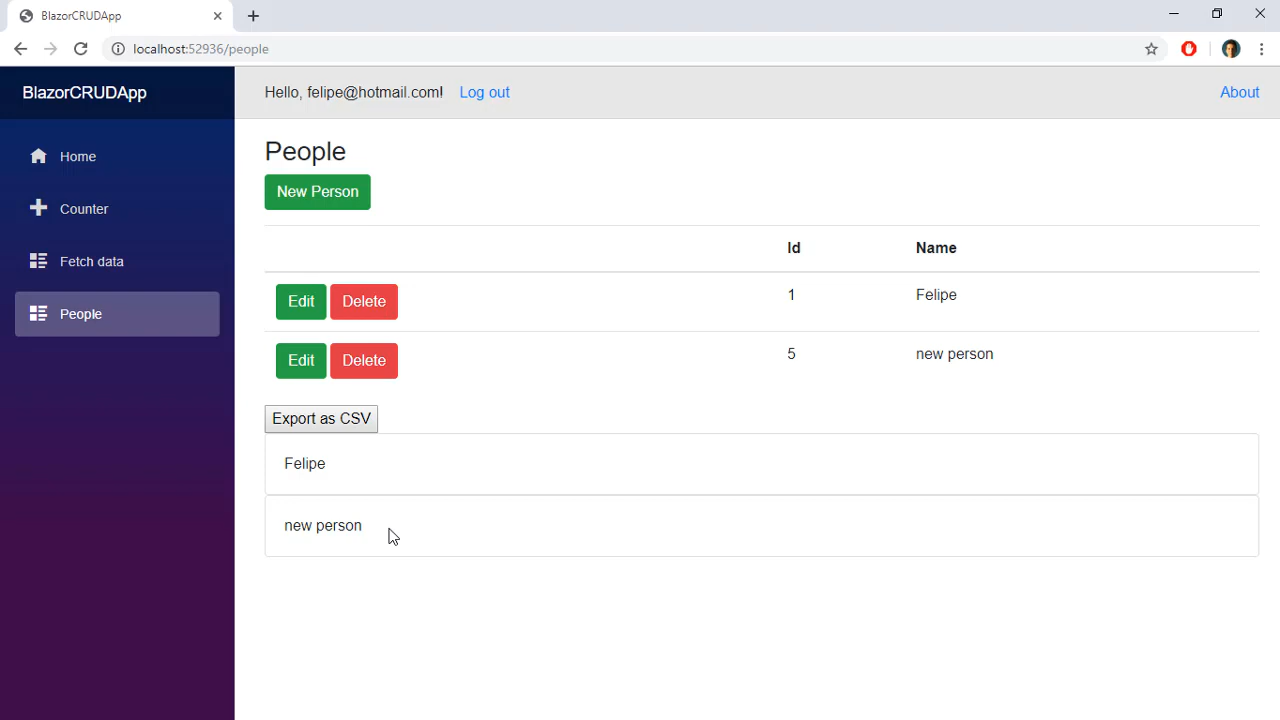 BlazorCRUDApp
localhost:52936/people
BlazorCRUDApp
Hello, felipe@hotmail.com! Log out About
Home
Counter
Fetch data
People
People
New Person
Id Name
Edit Delete 1 Felipe
Edit Delete 5 new person
Export as CSV
Felipe
new person